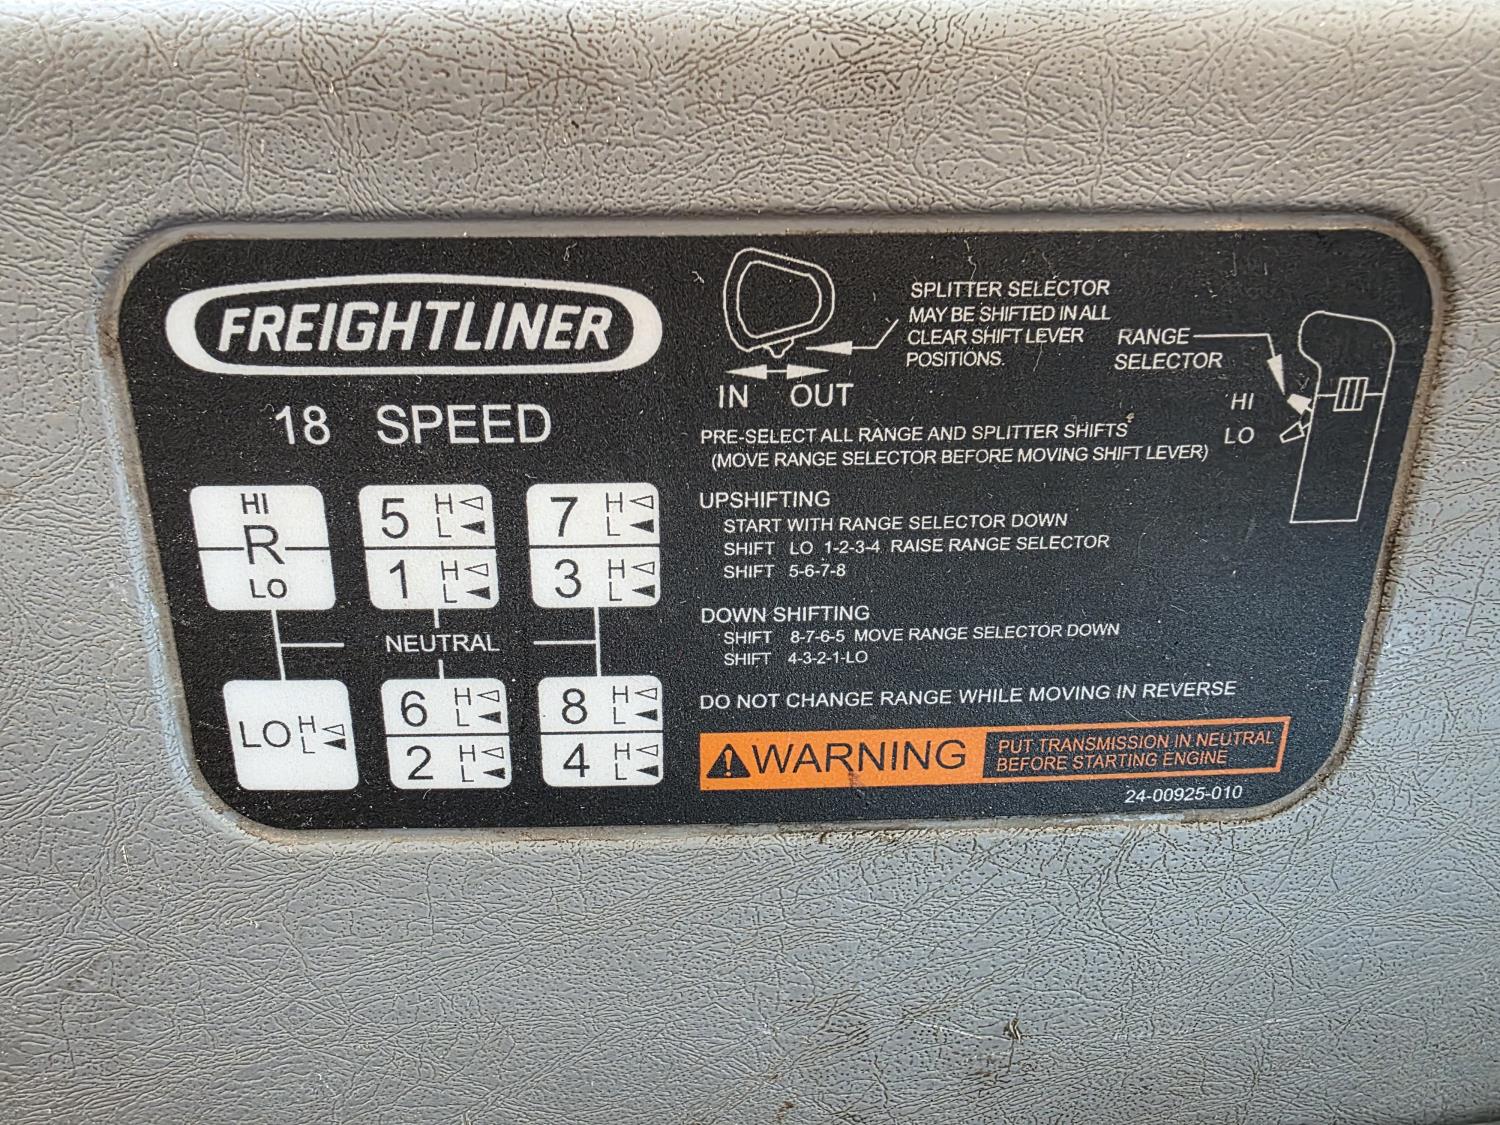 FREIGHTLINER
18 SPEED
HI
R
LO
5 H
L
1 H
L
7 H
L
3 H
L
NEUTRAL
LO H
L
6 H
L
2 H
L
8 H
L
4 H
L
IN OUT
SPLITTER SELECTOR
MAY BE SHIFTED IN ALL
CLEAR SHIFT LEVER
POSITIONS.
RANGE
SELECTOR
HI
LO
PRE-SELECT ALL RANGE AND SPLITTER SHIFTS
(MOVE RANGE SELECTOR BEFORE MOVING SHIFT LEVER)
UPSHIFTING
START WITH RANGE SELECTOR DOWN
SHIFT LO 1-2-3-4 RAISE RANGE SELECTOR
SHIFT 5-6-7-8
DOWN SHIFTING
SHIFT 8-7-6-5 MOVE RANGE SELECTOR DOWN
SHIFT 4-3-2-1-LO
DO NOT CHANGE RANGE WHILE MOVING IN REVERSE
WARNING
PUT TRANSMISSION IN NEUTRAL
BEFORE STARTING ENGINE
24-00925-010